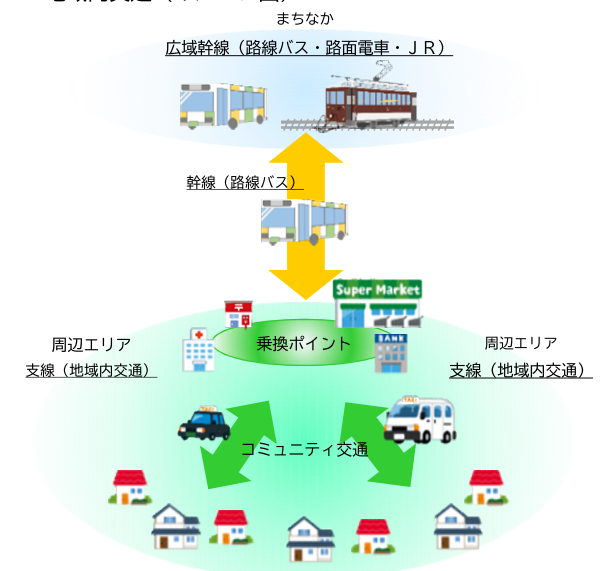 まちなか
広域幹線（路線バス・路面電車・ＪＲ）
幹線（路線バス）
Super Market
BANK
乗換ポイント
周辺エリア
支線（地域内交通）
周辺エリア
支線（地域内交通）
TAXI
TAXI
コミュニティ交通